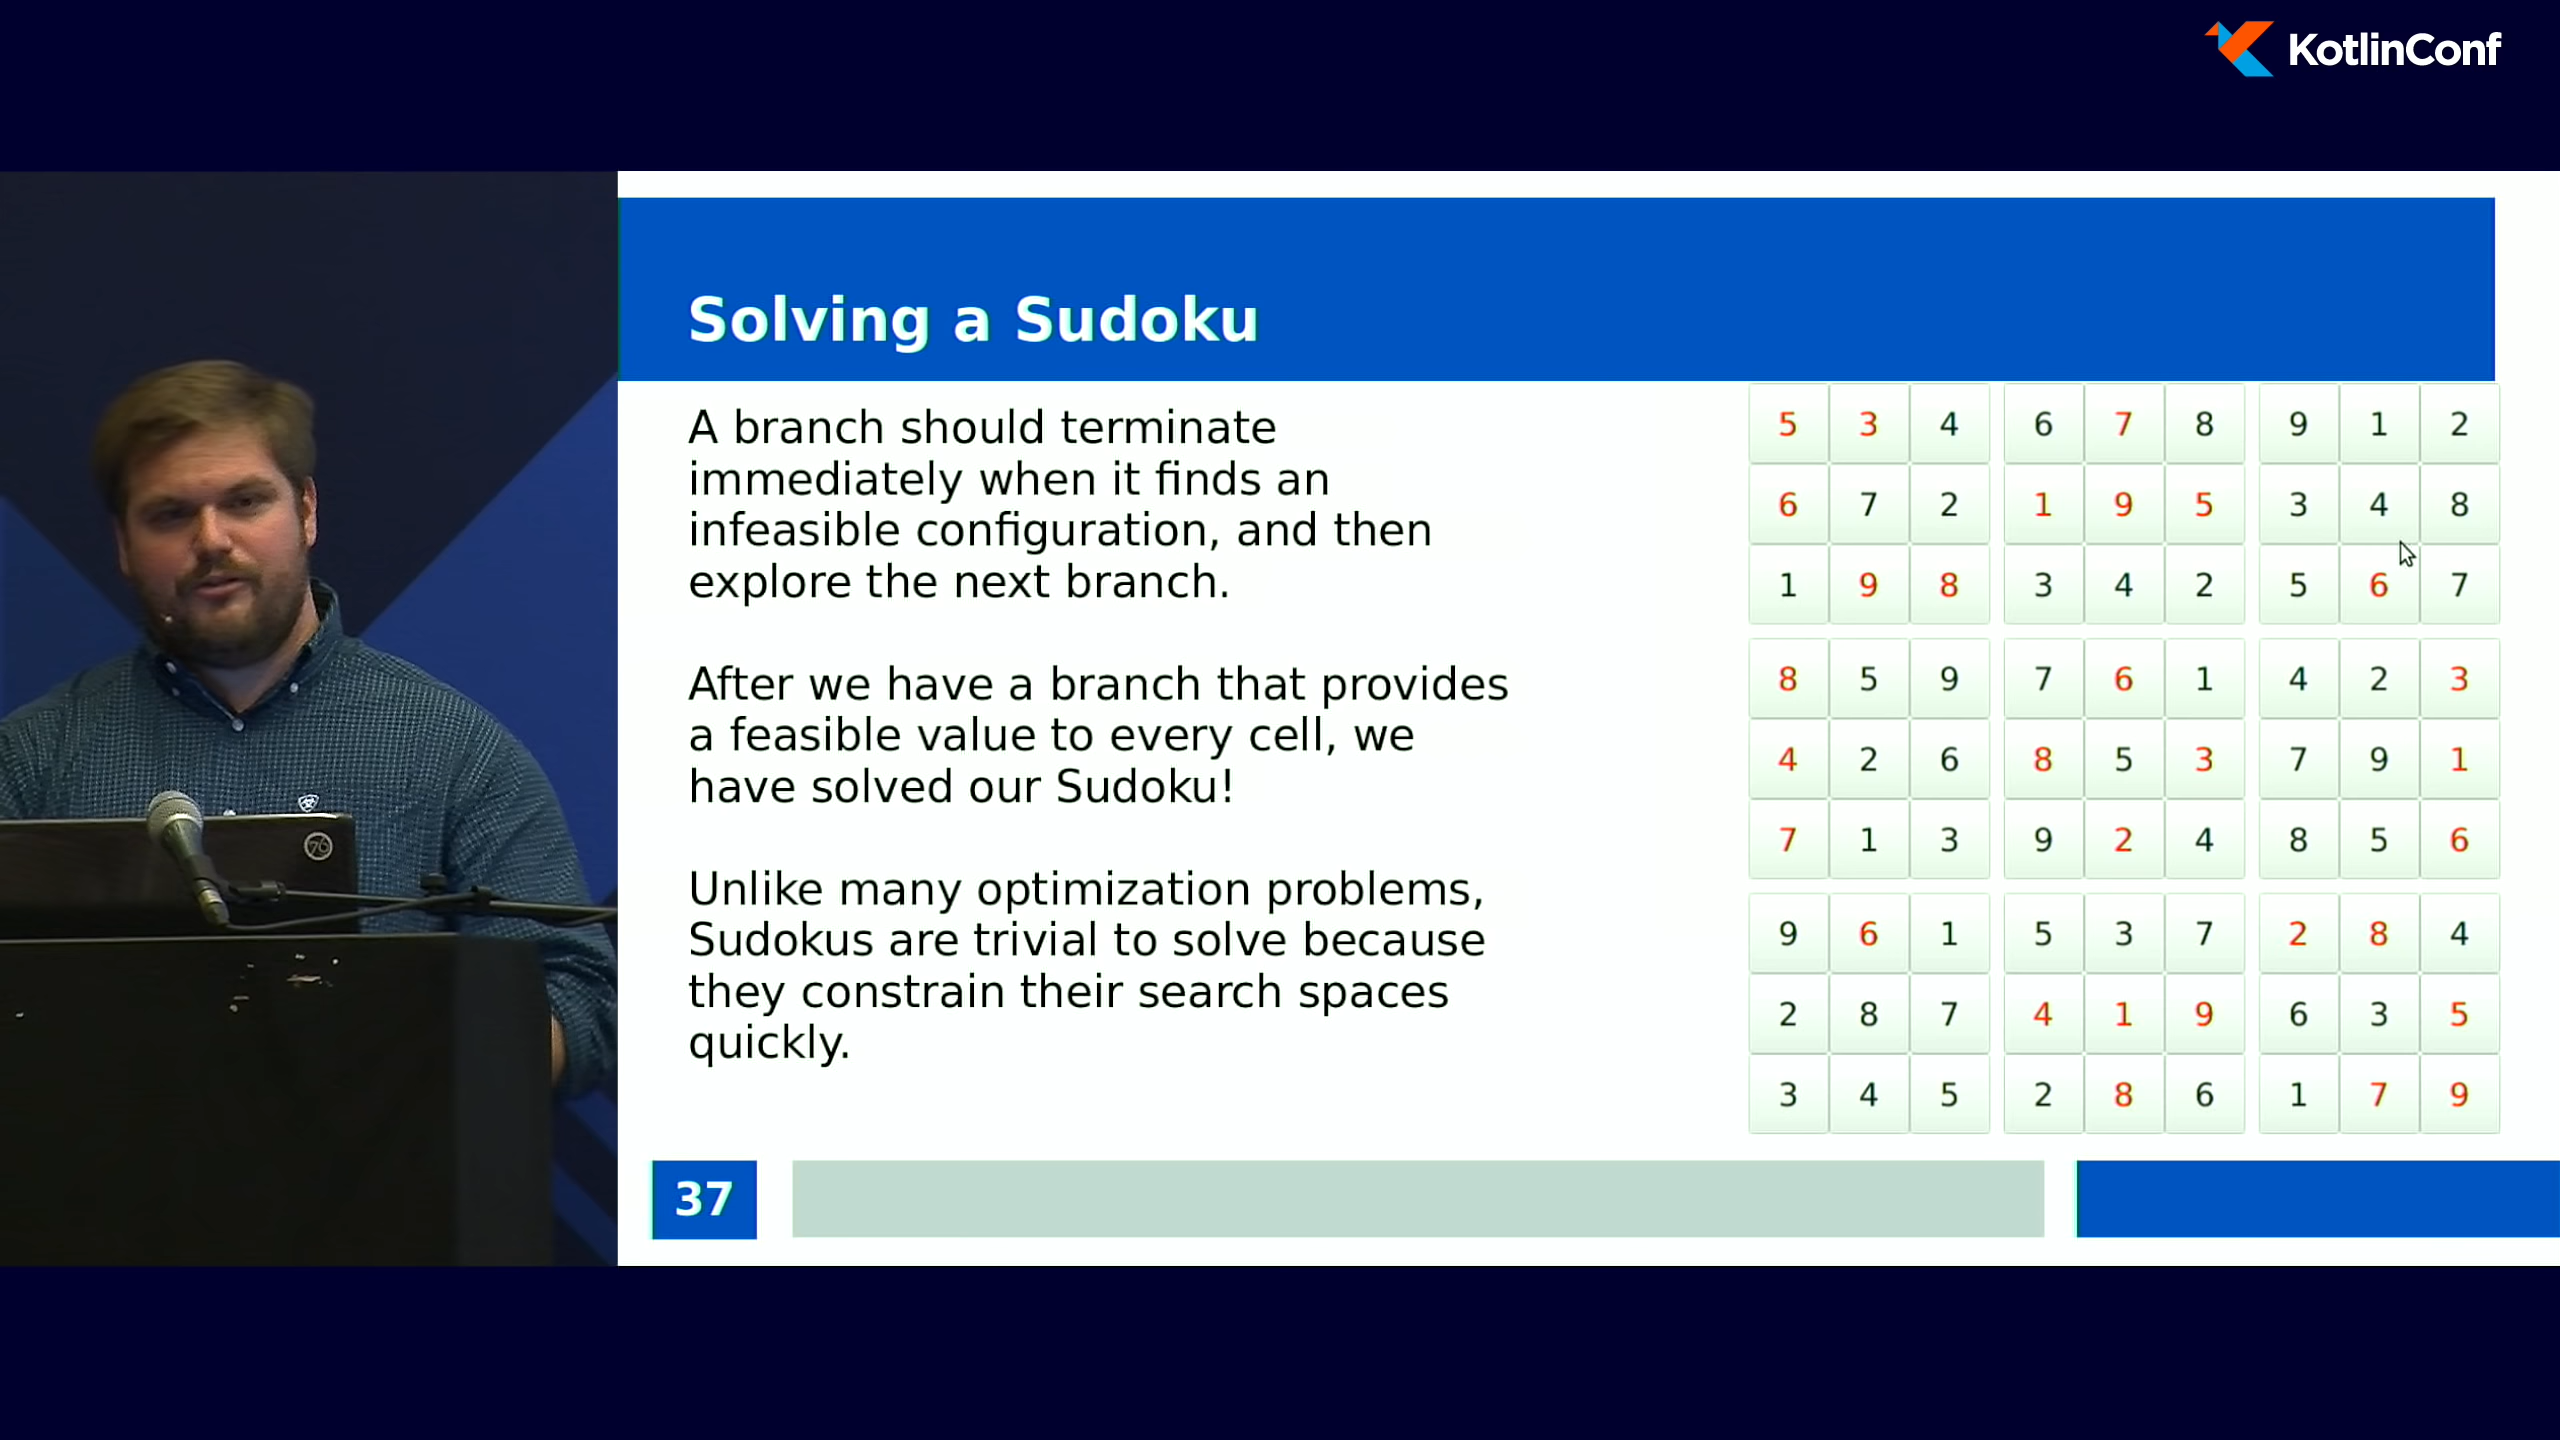 KotlinConf
Solving a Sudoku
A branch should terminate
immediately when it finds an
infeasible configuration, and then
explore the next branch.
After we have a branch that provides
a feasible value to every cell, we
have solved our Sudoku!
Unlike many optimization problems,
Sudokus are trivial to solve because
they constrain their search spaces
quickly.
5 3 4 6 7 8 9 1 2
6 7 2 1 9 5 3 4 8
1 9 8 3 4 2 5 6 7
8 5 9 7 6 1 4 2 3
4 2 6 8 5 3 7 9 1
7 1 3 9 2 4 8 5 6
9 6 1 5 3 7 2 8 4
2 8 7 4 1 9 6 3 5
3 4 5 2 8 6 1 7 9
76
37